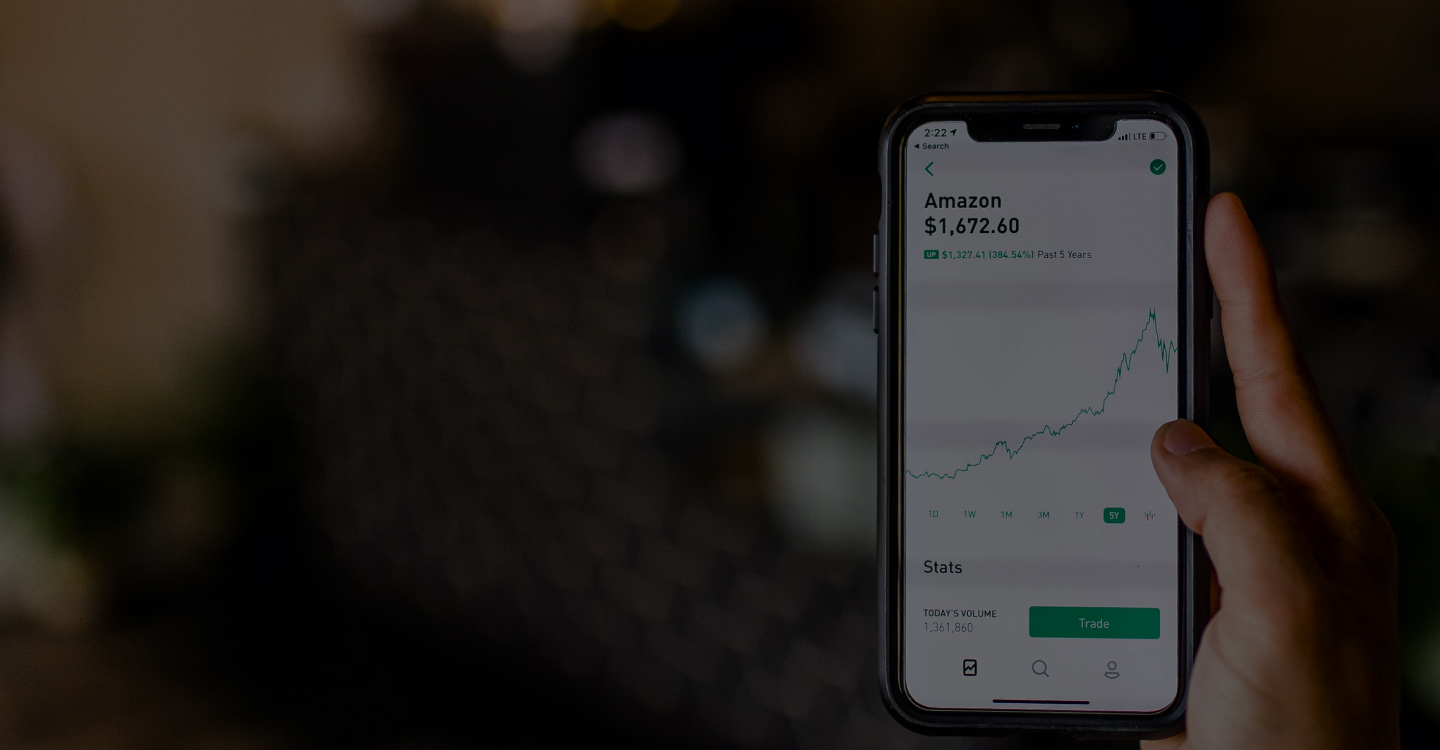 2:22 LTE
Search
Amazon
$1,672.60
UP $1,327.41 (384.54%) Past 5 Years
1D 1W 1M 3M 1Y 5Y
Stats
TODAY'S VOLUME
1,361,860
Trade